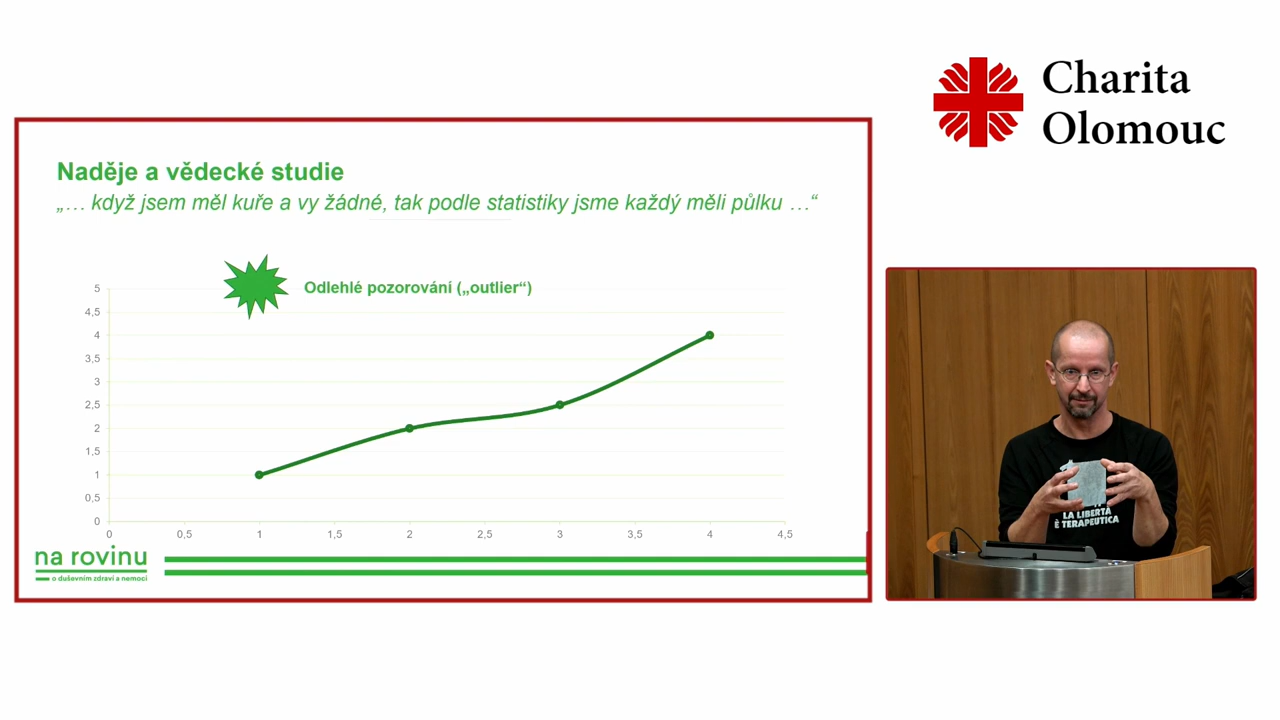 Charita
Olomouc
Naděje a vědecké studie
„… když jsem měl kuře a vy žádné, tak podle statistiky jsme každý měli půlku …“
Odlehlé pozorování („outlier“)
5
4,5
4
3,5
3
2,5
2
1,5
1
0,5
0
0 0,5 1 1,5 2 2,5 3 3,5 4 4,5
na rovinu
o duševním zdraví a nemoci
LA LIBERTÀ
È TERAPEUTICA